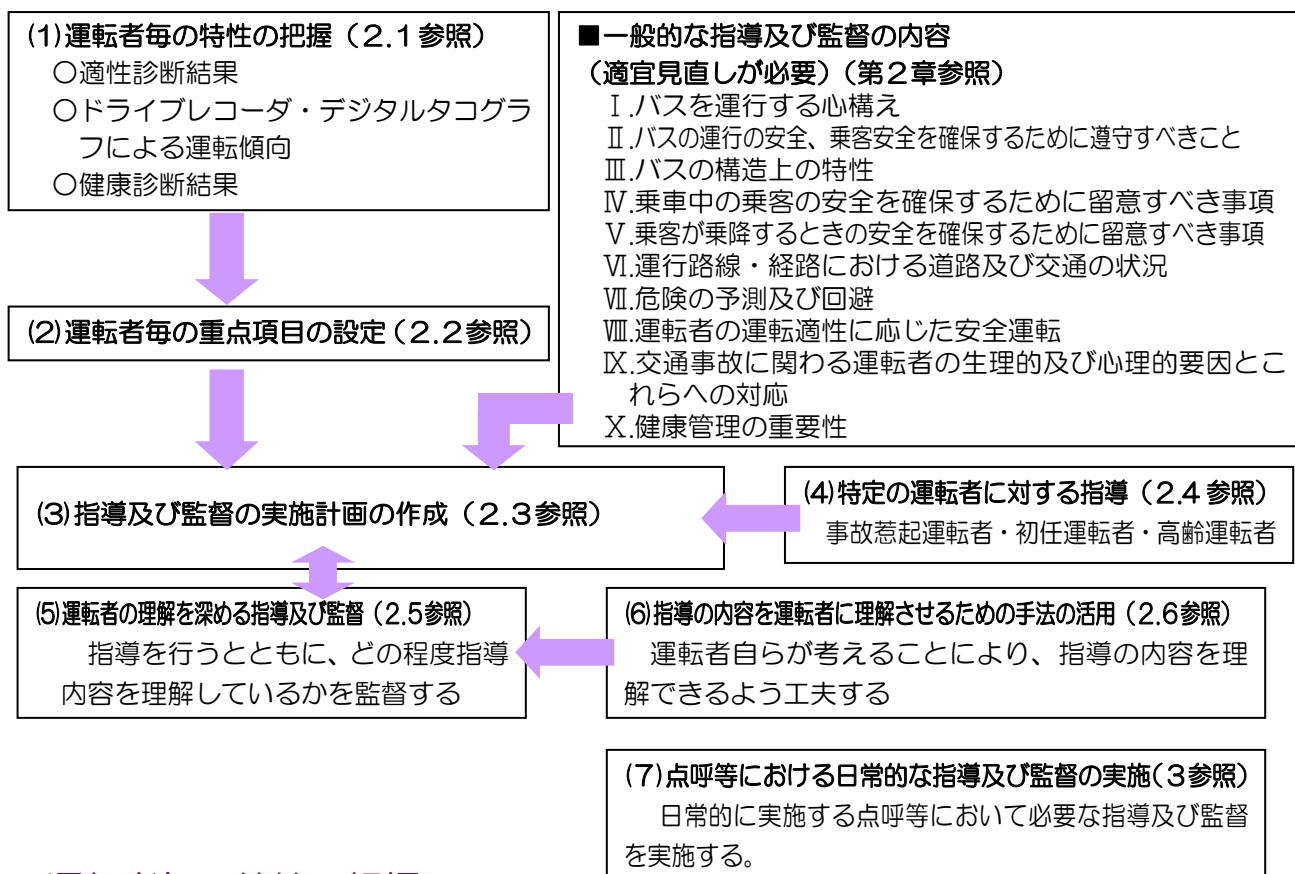 (1)運転者毎の特性の把握(2.1参照)
○適性診断結果
○ドライブレコーダ・デジタルタコグラ
フによる運転傾向
○健康診断結果
■一般的な指導及び監督の内容
(適宜見直しが必要)(第2章参照)
Ⅰ.バスを運行する心構え
Ⅱ.バスの運行の安全、乗客安全を確保するために遵守すべきこと
Ⅲ.バスの構造上の特性
Ⅳ.乗車中の乗客の安全を確保するために留意すべき事項
Ⅴ.乗客が乗降するときの安全を確保するために留意すべき事項
Ⅵ.運行路線・経路における道路及び交通の状況
Ⅶ.危険の予測及び回避
Ⅷ.運転者の運転適性に応じた安全運転
Ⅸ.交通事故に関わる運転者の生理的及び心理的要因とこ
れらへの対応
Ⅹ.健康管理の重要性
(2)運転者毎の重点項目の設定(2.2参照)
(3)指導及び監督の実施計画の作成(2.3参照)
(4)特定の運転者に対する指導(2.4参照)
事故惹起運転者・初任運転者・高齢運転者
(5)運転者の理解を深める指導及び監督(2.5参照)
指導を行うとともに、どの程度指導
内容を理解しているかを監督する
(6)指導の内容を運転者に理解させるための手法の活用(2.6参照)
運転者自らが考えることにより、指導の内容を理
解できるよう工夫する
(7)点呼等における日常的な指導及び監督の実施(3参照)
日常的に実施する点呼等において必要な指導及び監督
を実施する。